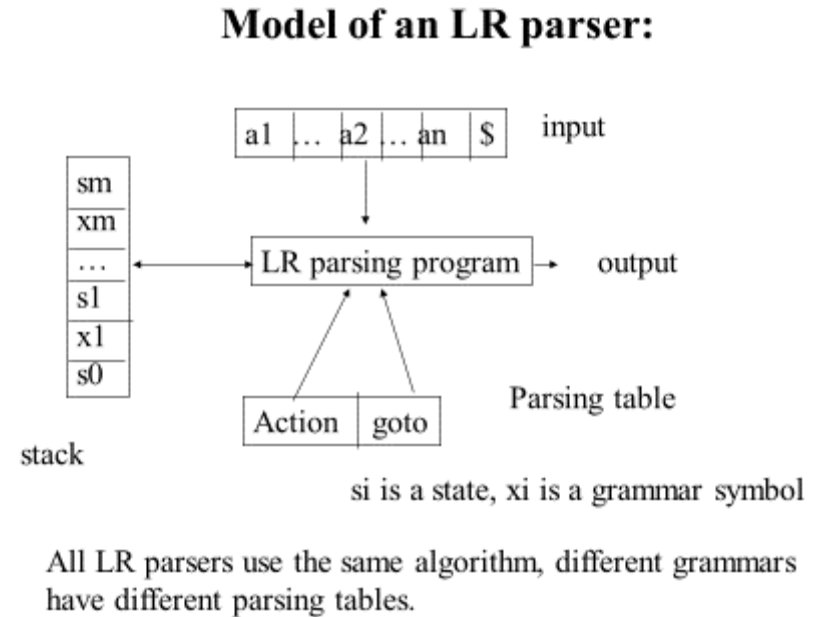 Model of an LR parser:
a1 … a2 … an $ input
sm
xm
…
s1
x1
s0
LR parsing program
output
Action goto
Parsing table
stack
si is a state, xi is a grammar symbol
All LR parsers use the same algorithm, different grammars
have different parsing tables.